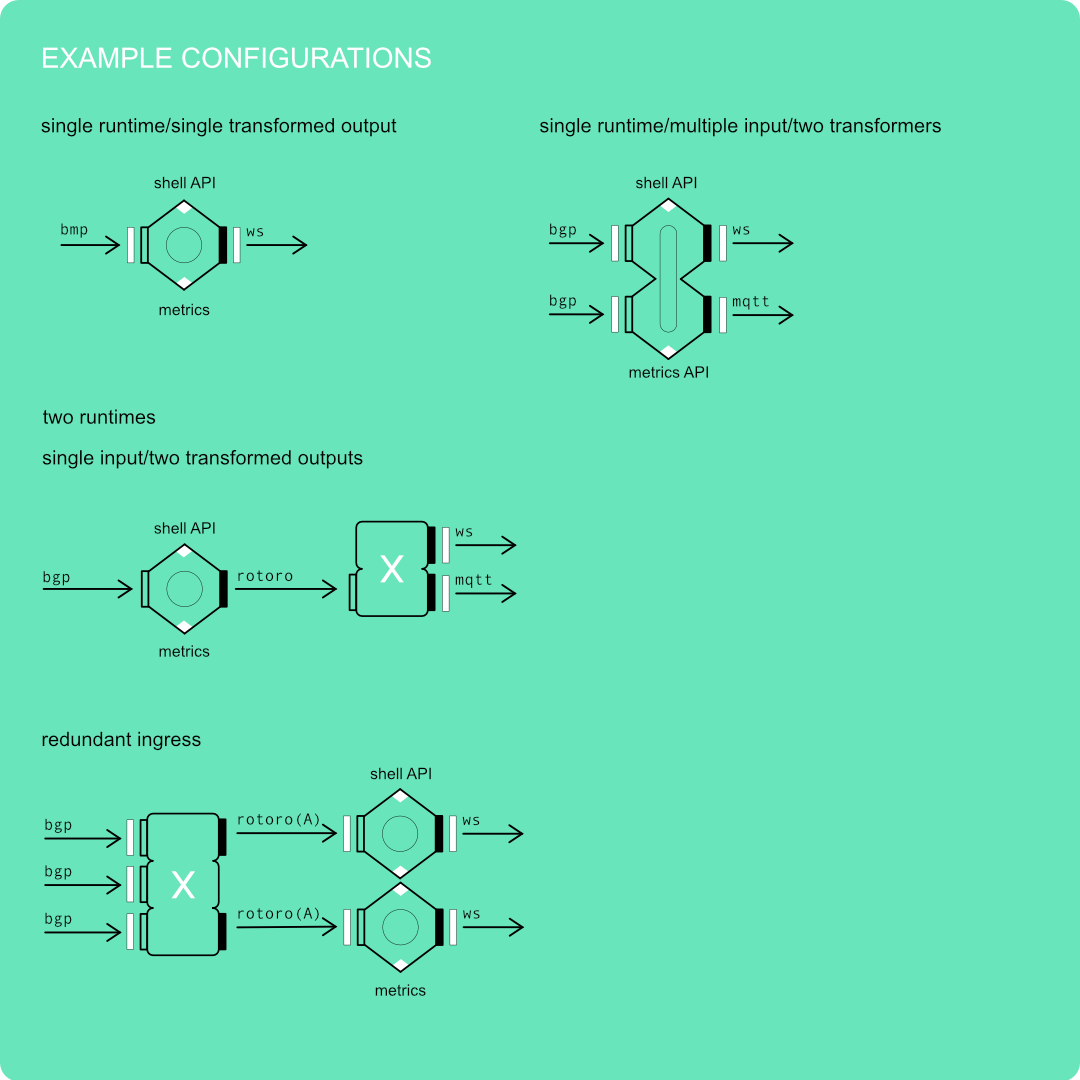 EXAMPLE CONFIGURATIONS
single runtime/single transformed output
shell API
bmp
ws
metrics
single runtime/multiple input/two transformers
shell API
bgp
ws
bgp
mqtt
metrics API
two runtimes
single input/two transformed outputs
shell API
bgp
rotoro
X
ws
mqtt
metrics
redundant ingress
shell API
bgp
rotoro(A)
ws
bgp
X
bgp
rotoro(A)
ws
metrics